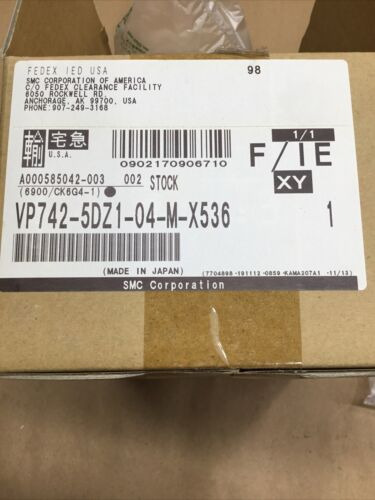 FEDEX IED USA 98
SMC CORPORATION OF AMERICA
C/O FEDEX CLEARANCE FACILITY
6050 ROCKWELL RD.
ANCHORAGE, AK 99700, USA
PHONE:907-249-3168
輸 宅急
U.S.A.
0902170906710
1/1
F/IE
XY
A000585042-003 002 STOCK
(6900/CK6G4-1)
VP742-5DZ1-04-M-X536 1
(MADE IN JAPAN) (7704898-191112-0859-KAMA207A1 -11/13)
SMC Corporation